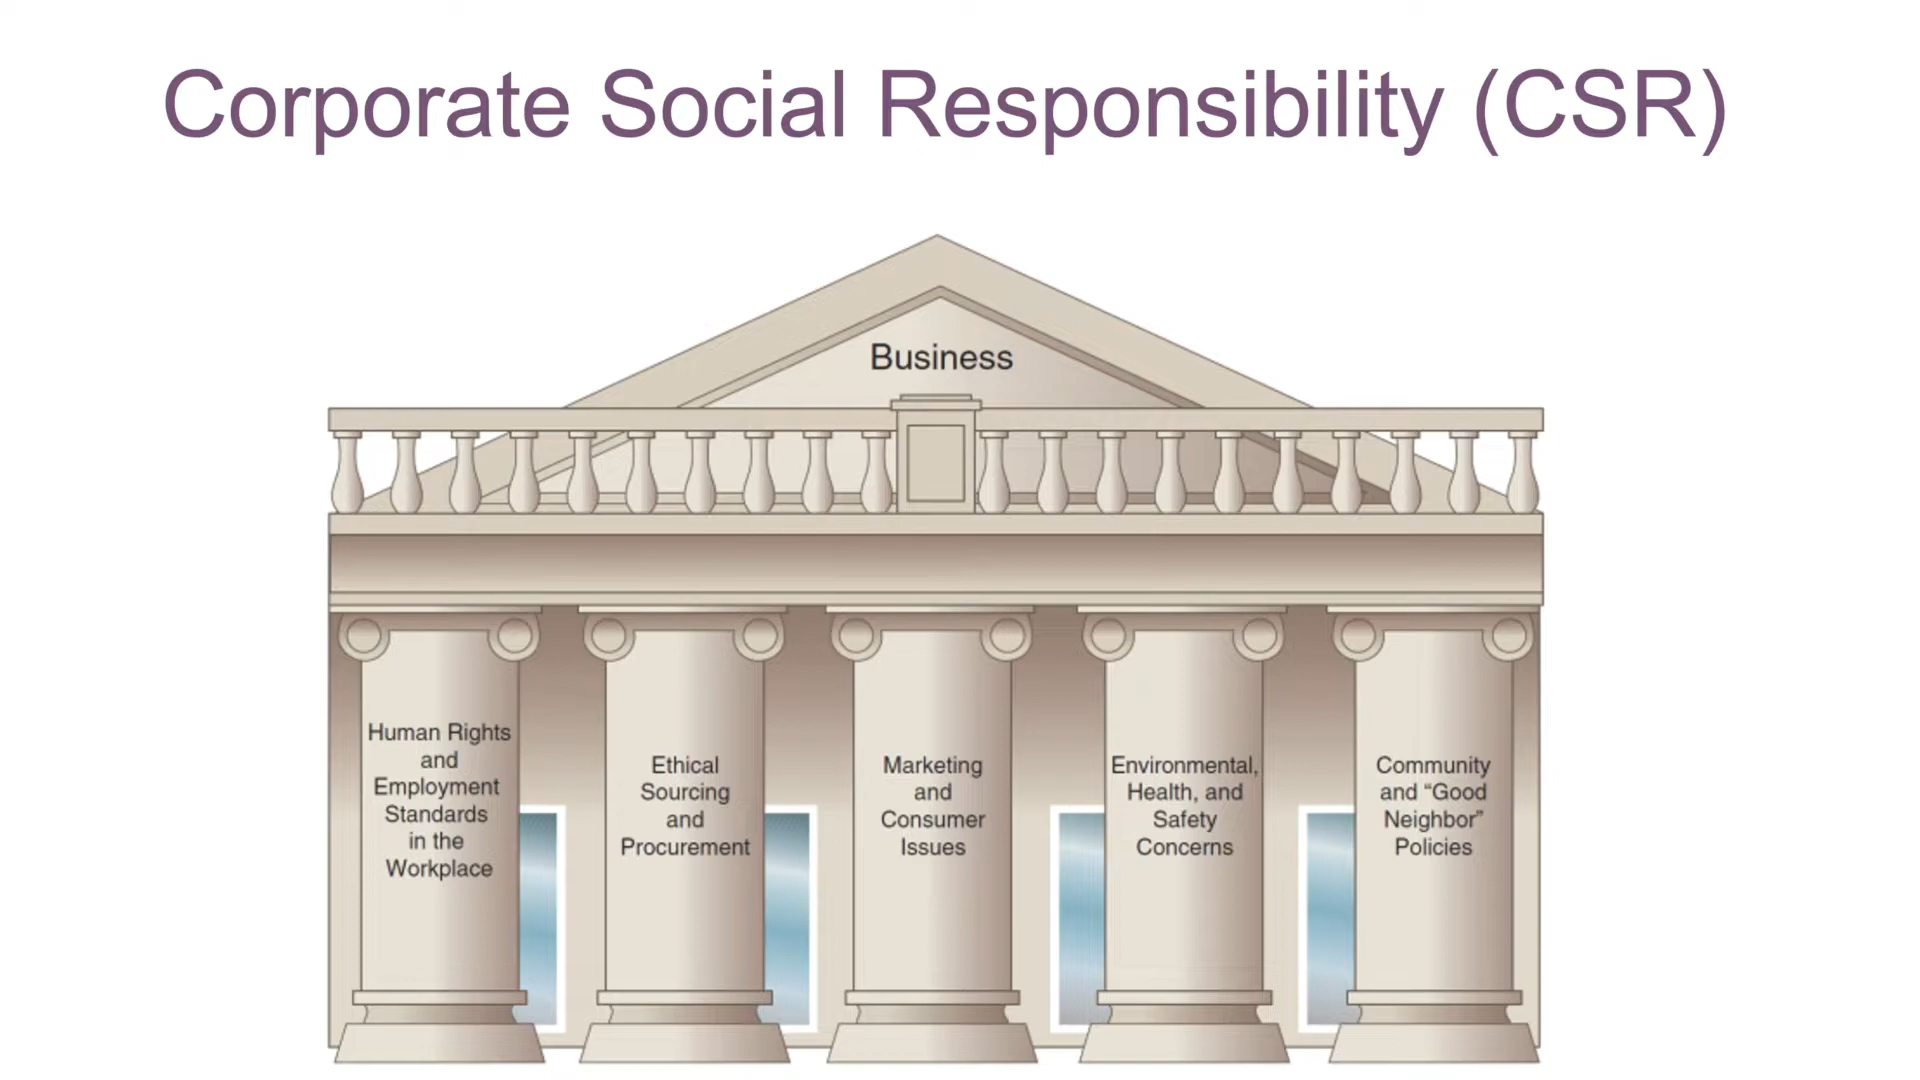 Corporate Social Responsibility (CSR)
Business
Human Rights
and
Employment
Standards
in the
Workplace
Ethical
Sourcing
and
Procurement
Marketing
and
Consumer
Issues
Environmental,
Health, and
Safety
Concerns
Community
and “Good
Neighbor”
Policies